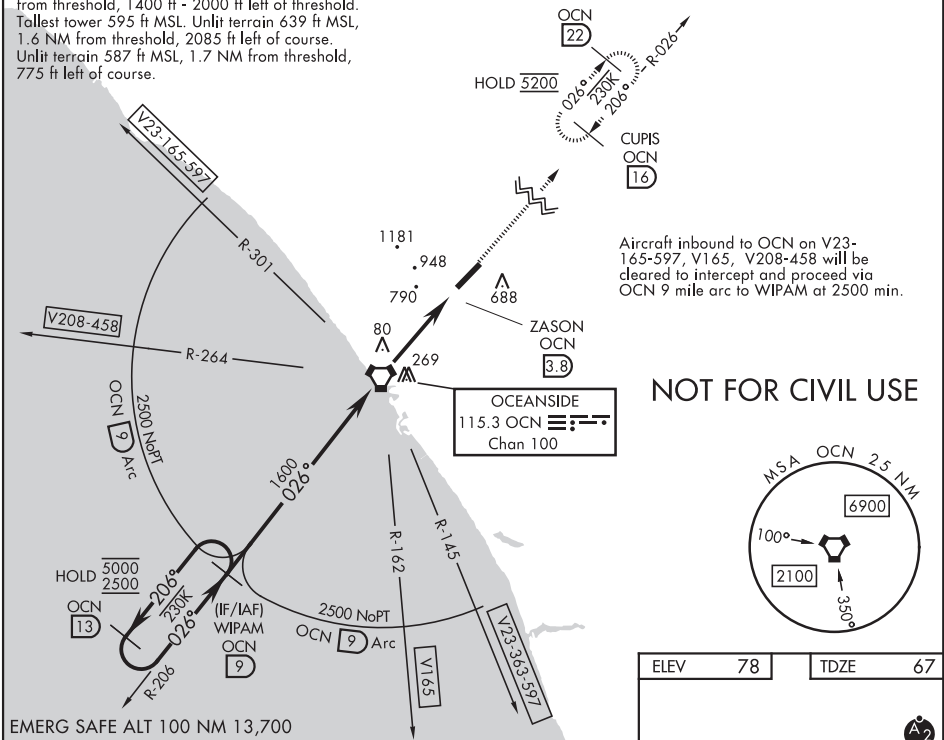 from threshold, 1400 ft - 2000 ft left of threshold.
Tallest tower 595 ft MSL. Unlit terrain 639 ft MSL,
1.6 NM from threshold, 2085 ft left of course.
Unlit terrain 587 ft MSL, 1.7 NM from threshold,
775 ft left of course.
OCN
22
R-026
HOLD 5200
026°
230K
206°
CUPIS
OCN
16
V23-165-597
R-301
1181
948
790
688
Aircraft inbound to OCN on V23-
165-597, V165, V208-458 will be
cleared to intercept and proceed via
OCN 9 mile arc to WIPAM at 2500 min.
V208-458
R-264
80
269
ZASON
OCN
3.8
OCEANSIDE
115.3 OCN
Chan 100
NOT FOR CIVIL USE
OCN 9 Arc
2500 NoPT
1600
026°
MSA OCN 25 NM
6900
100°
2100
350°
R-162
R-145
HOLD 5000
2500
206°
230K
026°
OCN
13
(IF/IAF)
WIPAM
OCN
9
2500 NoPT
OCN 9 Arc
R-206
V165
V23-363-597
ELEV 78
TDZE 67
EMERG SAFE ALT 100 NM 13,700
A2